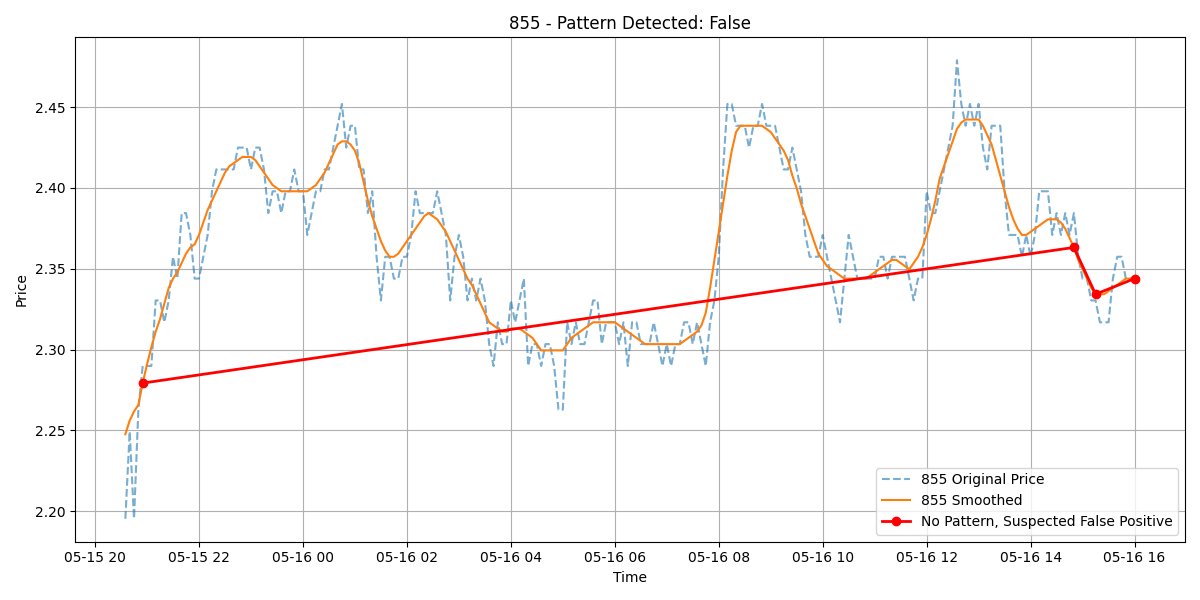 855 - Pattern Detected: False
Price
2.45
2.40
2.35
2.30
2.25
2.20
855 Original Price
855 Smoothed
No Pattern, Suspected False Positive
05-15 20
05-15 22
05-16 00
05-16 02
05-16 04
05-16 06
05-16 08
05-16 10
05-16 12
05-16 14
05-16 16
Time